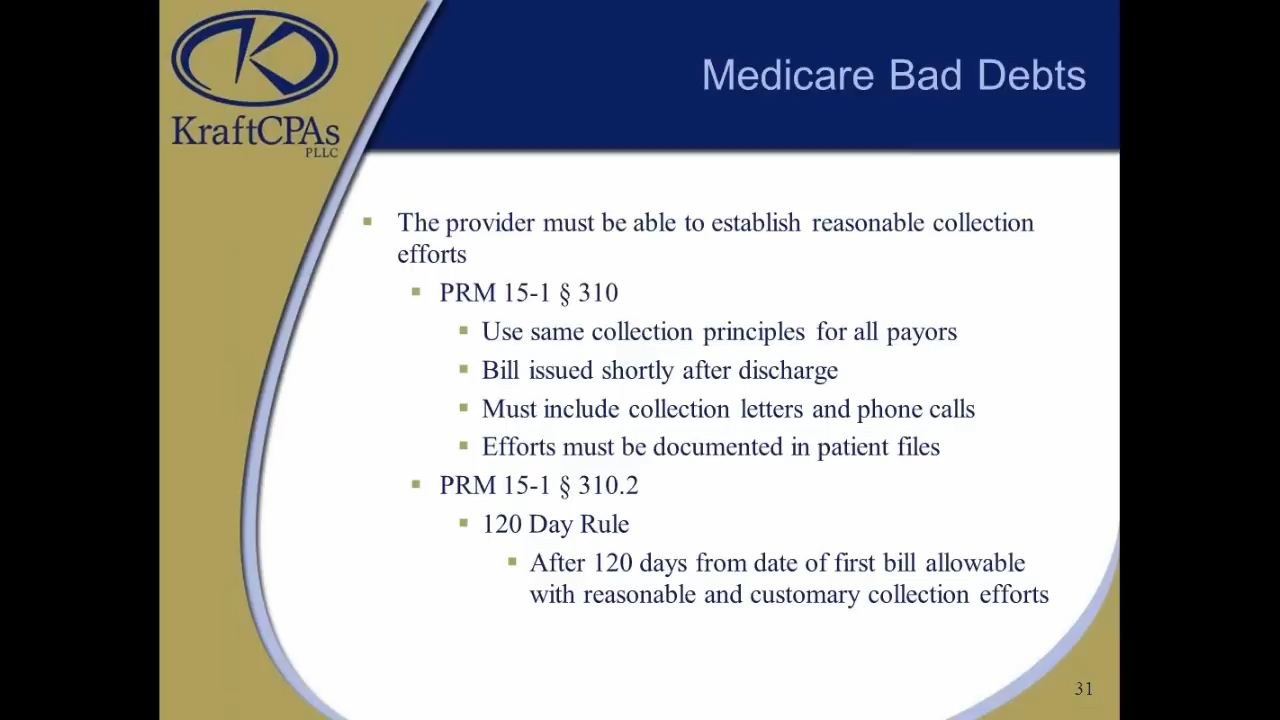 KraftCPAs
PLLC
Medicare Bad Debts
▪ The provider must be able to establish reasonable collection
efforts
▪ PRM 15-1 § 310
▪ Use same collection principles for all payors
▪ Bill issued shortly after discharge
▪ Must include collection letters and phone calls
▪ Efforts must be documented in patient files
▪ PRM 15-1 § 310.2
▪ 120 Day Rule
▪ After 120 days from date of first bill allowable
with reasonable and customary collection efforts
31